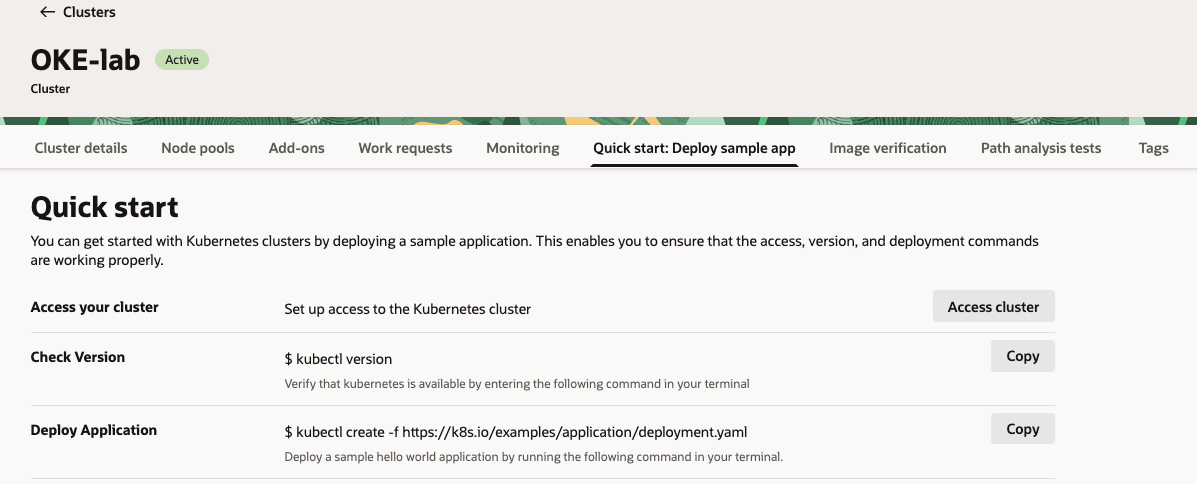 ← Clusters
OKE-lab Active
Cluster
Cluster details Node pools Add-ons Work requests Monitoring Quick start: Deploy sample app Image verification Path analysis tests Tags
Quick start
You can get started with Kubernetes clusters by deploying a sample application. This enables you to ensure that the access, version, and deployment commands
are working properly.
Access your cluster Set up access to the Kubernetes cluster Access cluster
Check Version $ kubectl version Copy
Verify that kubernetes is available by entering the following command in your terminal
Deploy Application $ kubectl create -f https://k8s.io/examples/application/deployment.yaml Copy
Deploy a sample hello world application by running the following command in your terminal.